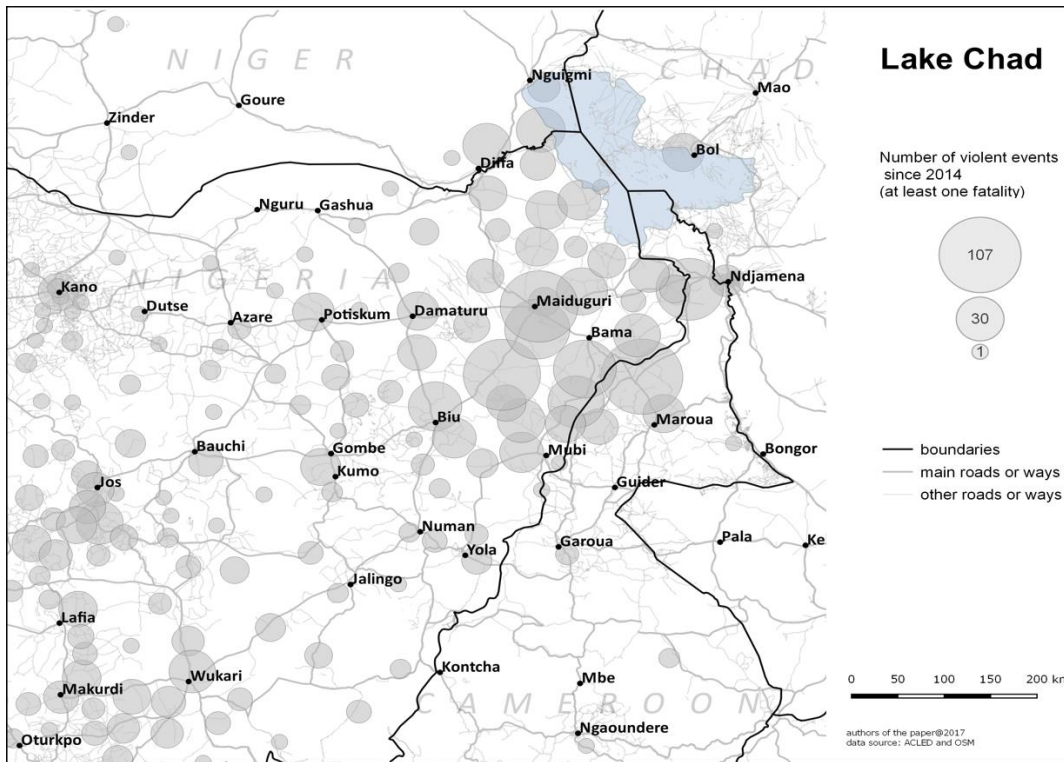 Lake Chad
NIGER
CHAD
Nguigmi
Mao
Goure
Zinder
Bol
Diffa
Nguru
Gashua
NIGERIA
Ndjamena
Kano
Dutse
Azare
Potiskum
Damaturu
Maiduguri
Bama
Biu
Maroua
Bauchi
Gombe
Kumo
Mubi
Bongor
Jos
Guider
Numan
Yola
Garoua
Pala
Ke
Jalingo
Lafia
Wukari
Kontcha
Mbe
Makurdi
CAMEROON
Oturkpo
Ngaoundere
Number of violent events
since 2014
(at least one fatality)
107
30
1
boundaries
main roads or ways
other roads or ways
0 50 100 150 200 km
authors of the paper@2017
data source: ACLED and OSM